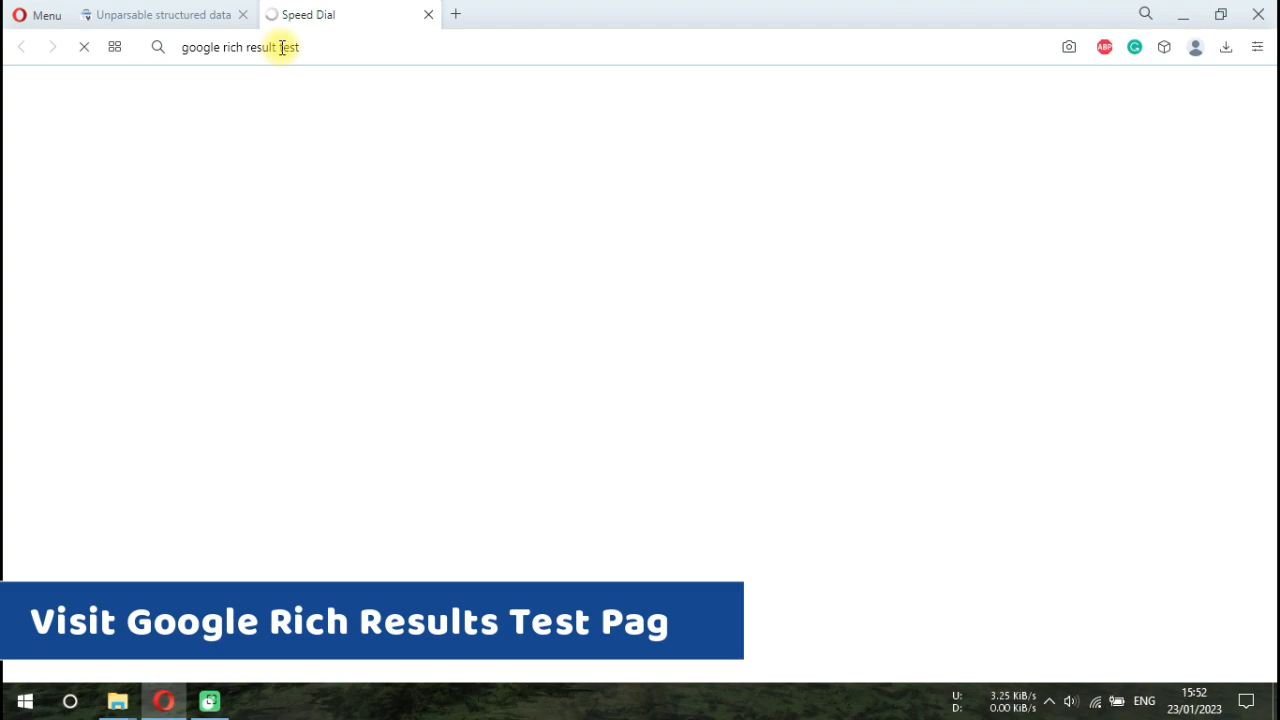 Menu
Unparsable structured data
Speed Dial
google rich result test
ABP
Visit Google Rich Results Test Pag
U: 3.25 KiB/s
D: 0.00 KiB/s
ENG
15:52
23/01/2023